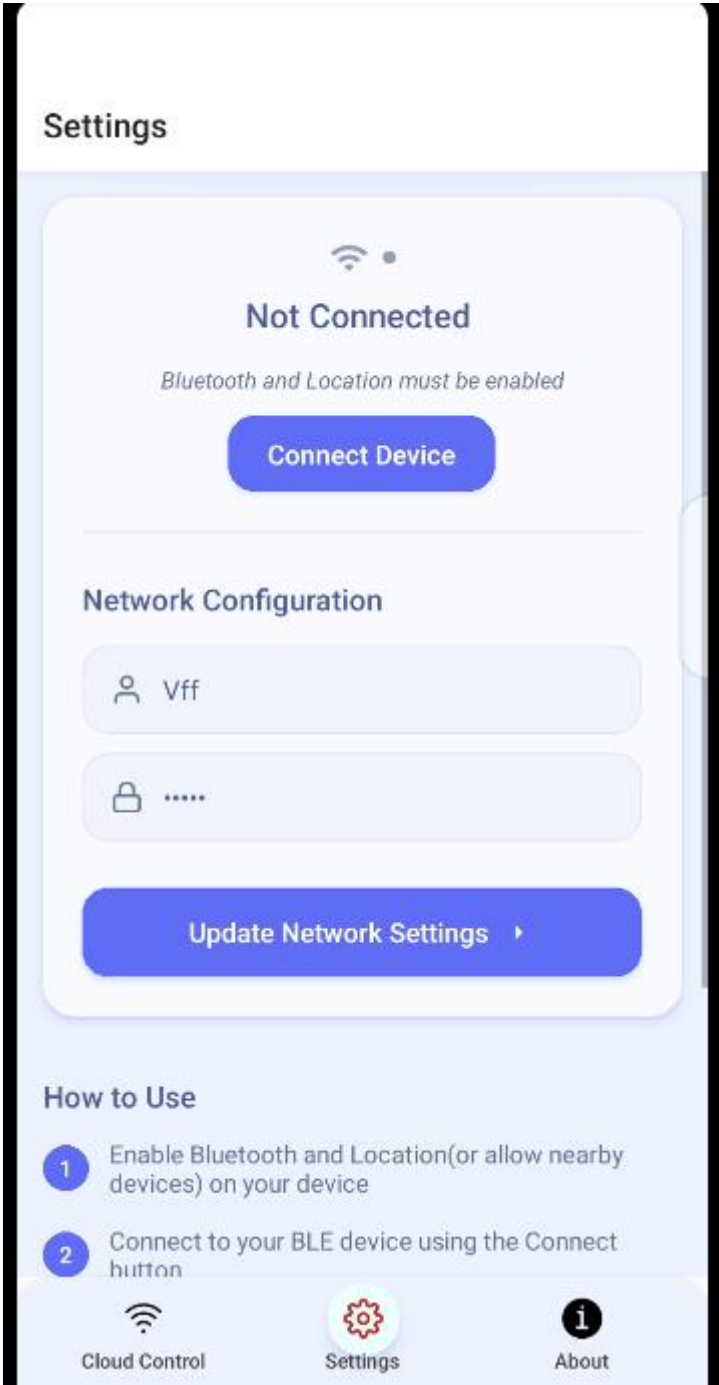 Settings
Not Connected
Bluetooth and Location must be enabled
Connect Device
Network Configuration
Vff
•••••
Update Network Settings
How to Use
1
Enable Bluetooth and Location(or allow nearby
devices) on your device
2
Connect to your BLE device using the Connect
button
Cloud Control
Settings
About